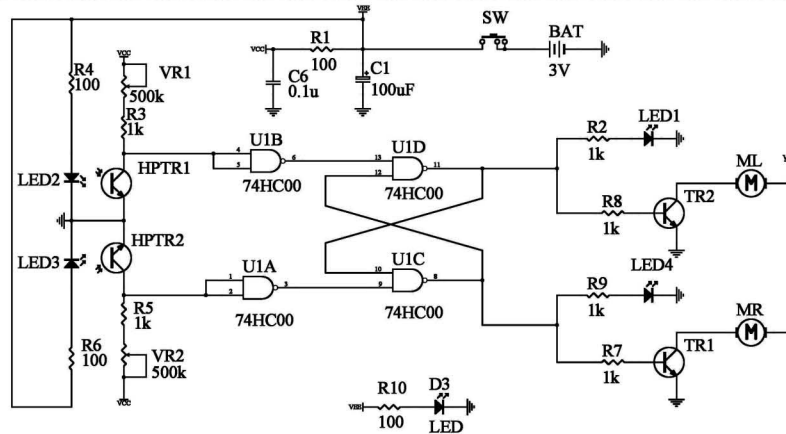 VEE
SW
BAT
3V
VCC
R1
100
C6
0.1u
C1
100uF
R4
100
VCC
VR1
500k
R3
1k
LED2
HPTR1
4
5
U1B
6
74HC00
13
12
U1D
11
74HC00
R2
1k
LED1
R8
1k
TR2
ML
M
LED3
HPTR2
1
2
U1A
3
74HC00
10
9
U1C
8
74HC00
R9
1k
LED4
R7
1k
TR1
MR
M
R5
1k
R6
100
VR2
500k
VCC
VEE
R10
100
D3
LED